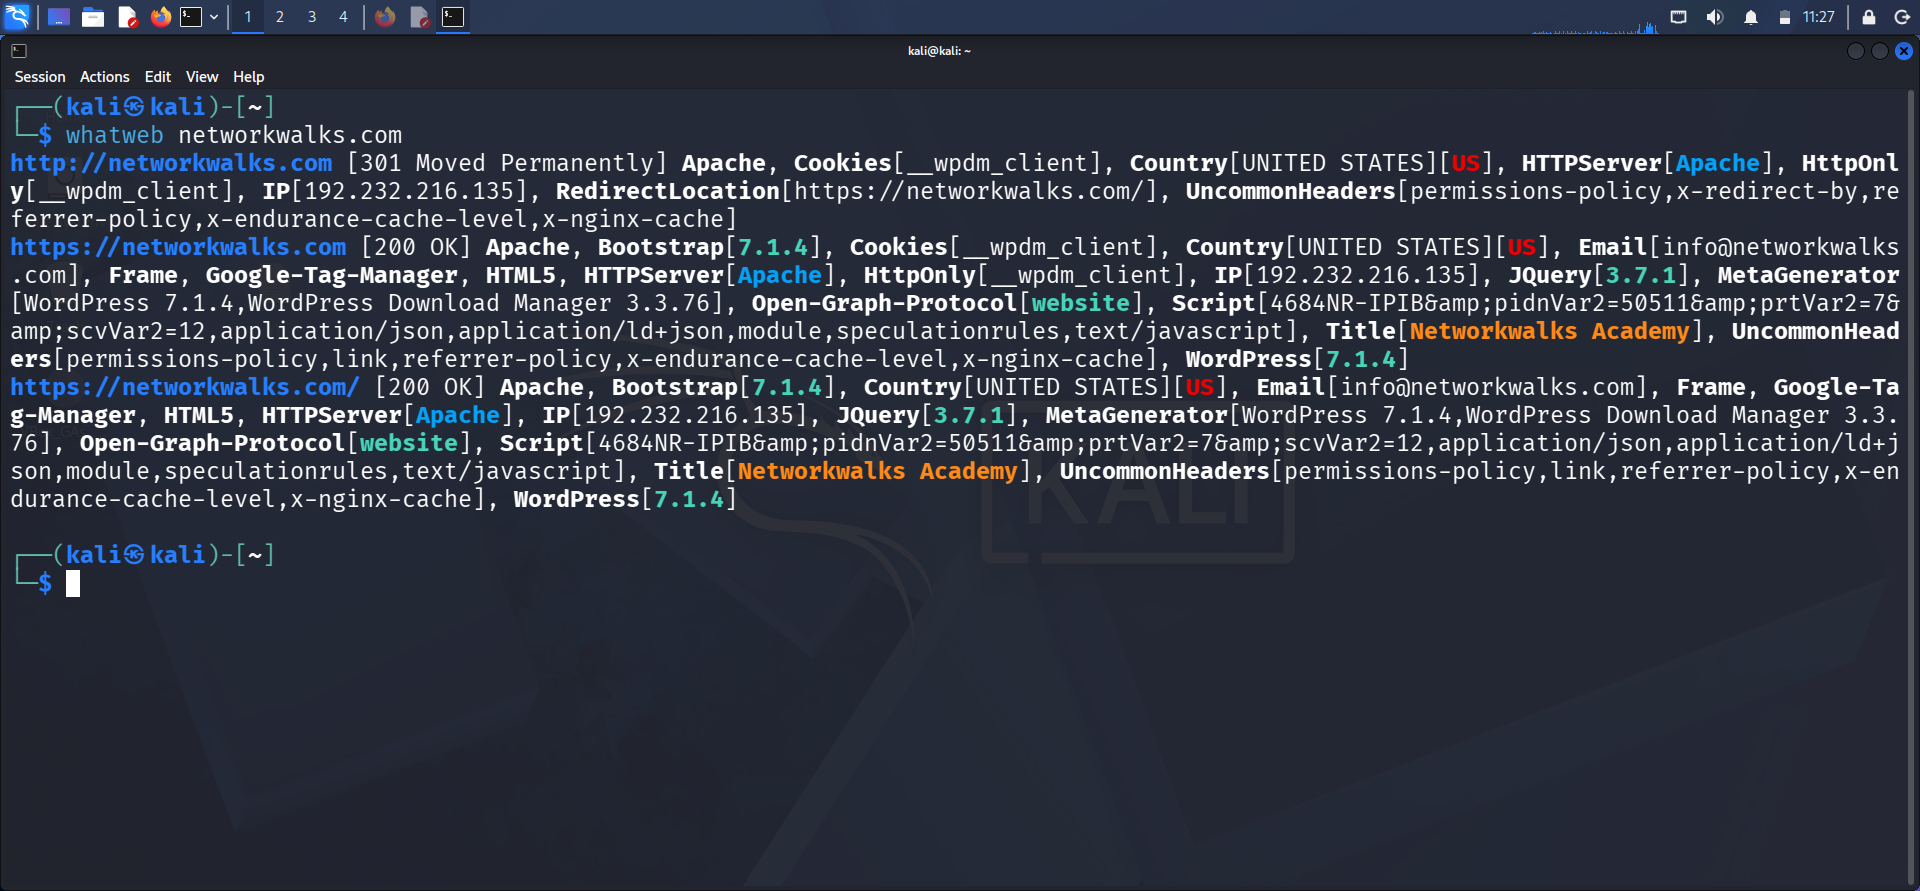 $_
1 2 3 4
$_
11:27
kali@kali: ~
Session Actions Edit View Help
┌──(kali㉿kali)-[~]
└─$ whatweb networkwalks.com
http://networkwalks.com [301 Moved Permanently] Apache, Cookies[__wpdm_client], Country[UNITED STATES][US], HTTPServer[Apache], HttpOnl
y[__wpdm_client], IP[192.232.216.135], RedirectLocation[https://networkwalks.com/], UncommonHeaders[permissions-policy,x-redirect-by,re
ferrer-policy,x-endurance-cache-level,x-nginx-cache]
https://networkwalks.com [200 OK] Apache, Bootstrap[7.1.4], Cookies[__wpdm_client], Country[UNITED STATES][US], Email[info@networkwalks
.com], Frame, Google-Tag-Manager, HTML5, HTTPServer[Apache], HttpOnly[__wpdm_client], IP[192.232.216.135], JQuery[3.7.1], MetaGenerator
[WordPress 7.1.4,WordPress Download Manager 3.3.76], Open-Graph-Protocol[website], Script[4684NR-IPIB&amp;pidnVar2=50511&amp;prtVar2=7&
amp;scvVar2=12,application/json,application/ld+json,module,speculationrules,text/javascript], Title[Networkwalks Academy], UncommonHead
ers[permissions-policy,link,referrer-policy,x-endurance-cache-level,x-nginx-cache], WordPress[7.1.4]
https://networkwalks.com/ [200 OK] Apache, Bootstrap[7.1.4], Country[UNITED STATES][US], Email[info@networkwalks.com], Frame, Google-Ta
g-Manager, HTML5, HTTPServer[Apache], IP[192.232.216.135], JQuery[3.7.1], MetaGenerator[WordPress 7.1.4,WordPress Download Manager 3.3.
76], Open-Graph-Protocol[website], Script[4684NR-IPIB&amp;pidnVar2=50511&amp;prtVar2=7&amp;scvVar2=12,application/json,application/ld+j
son,module,speculationrules,text/javascript], Title[Networkwalks Academy], UncommonHeaders[permissions-policy,link,referrer-policy,x-en
durance-cache-level,x-nginx-cache], WordPress[7.1.4]
KALI
┌──(kali㉿kali)-[~]
└─$